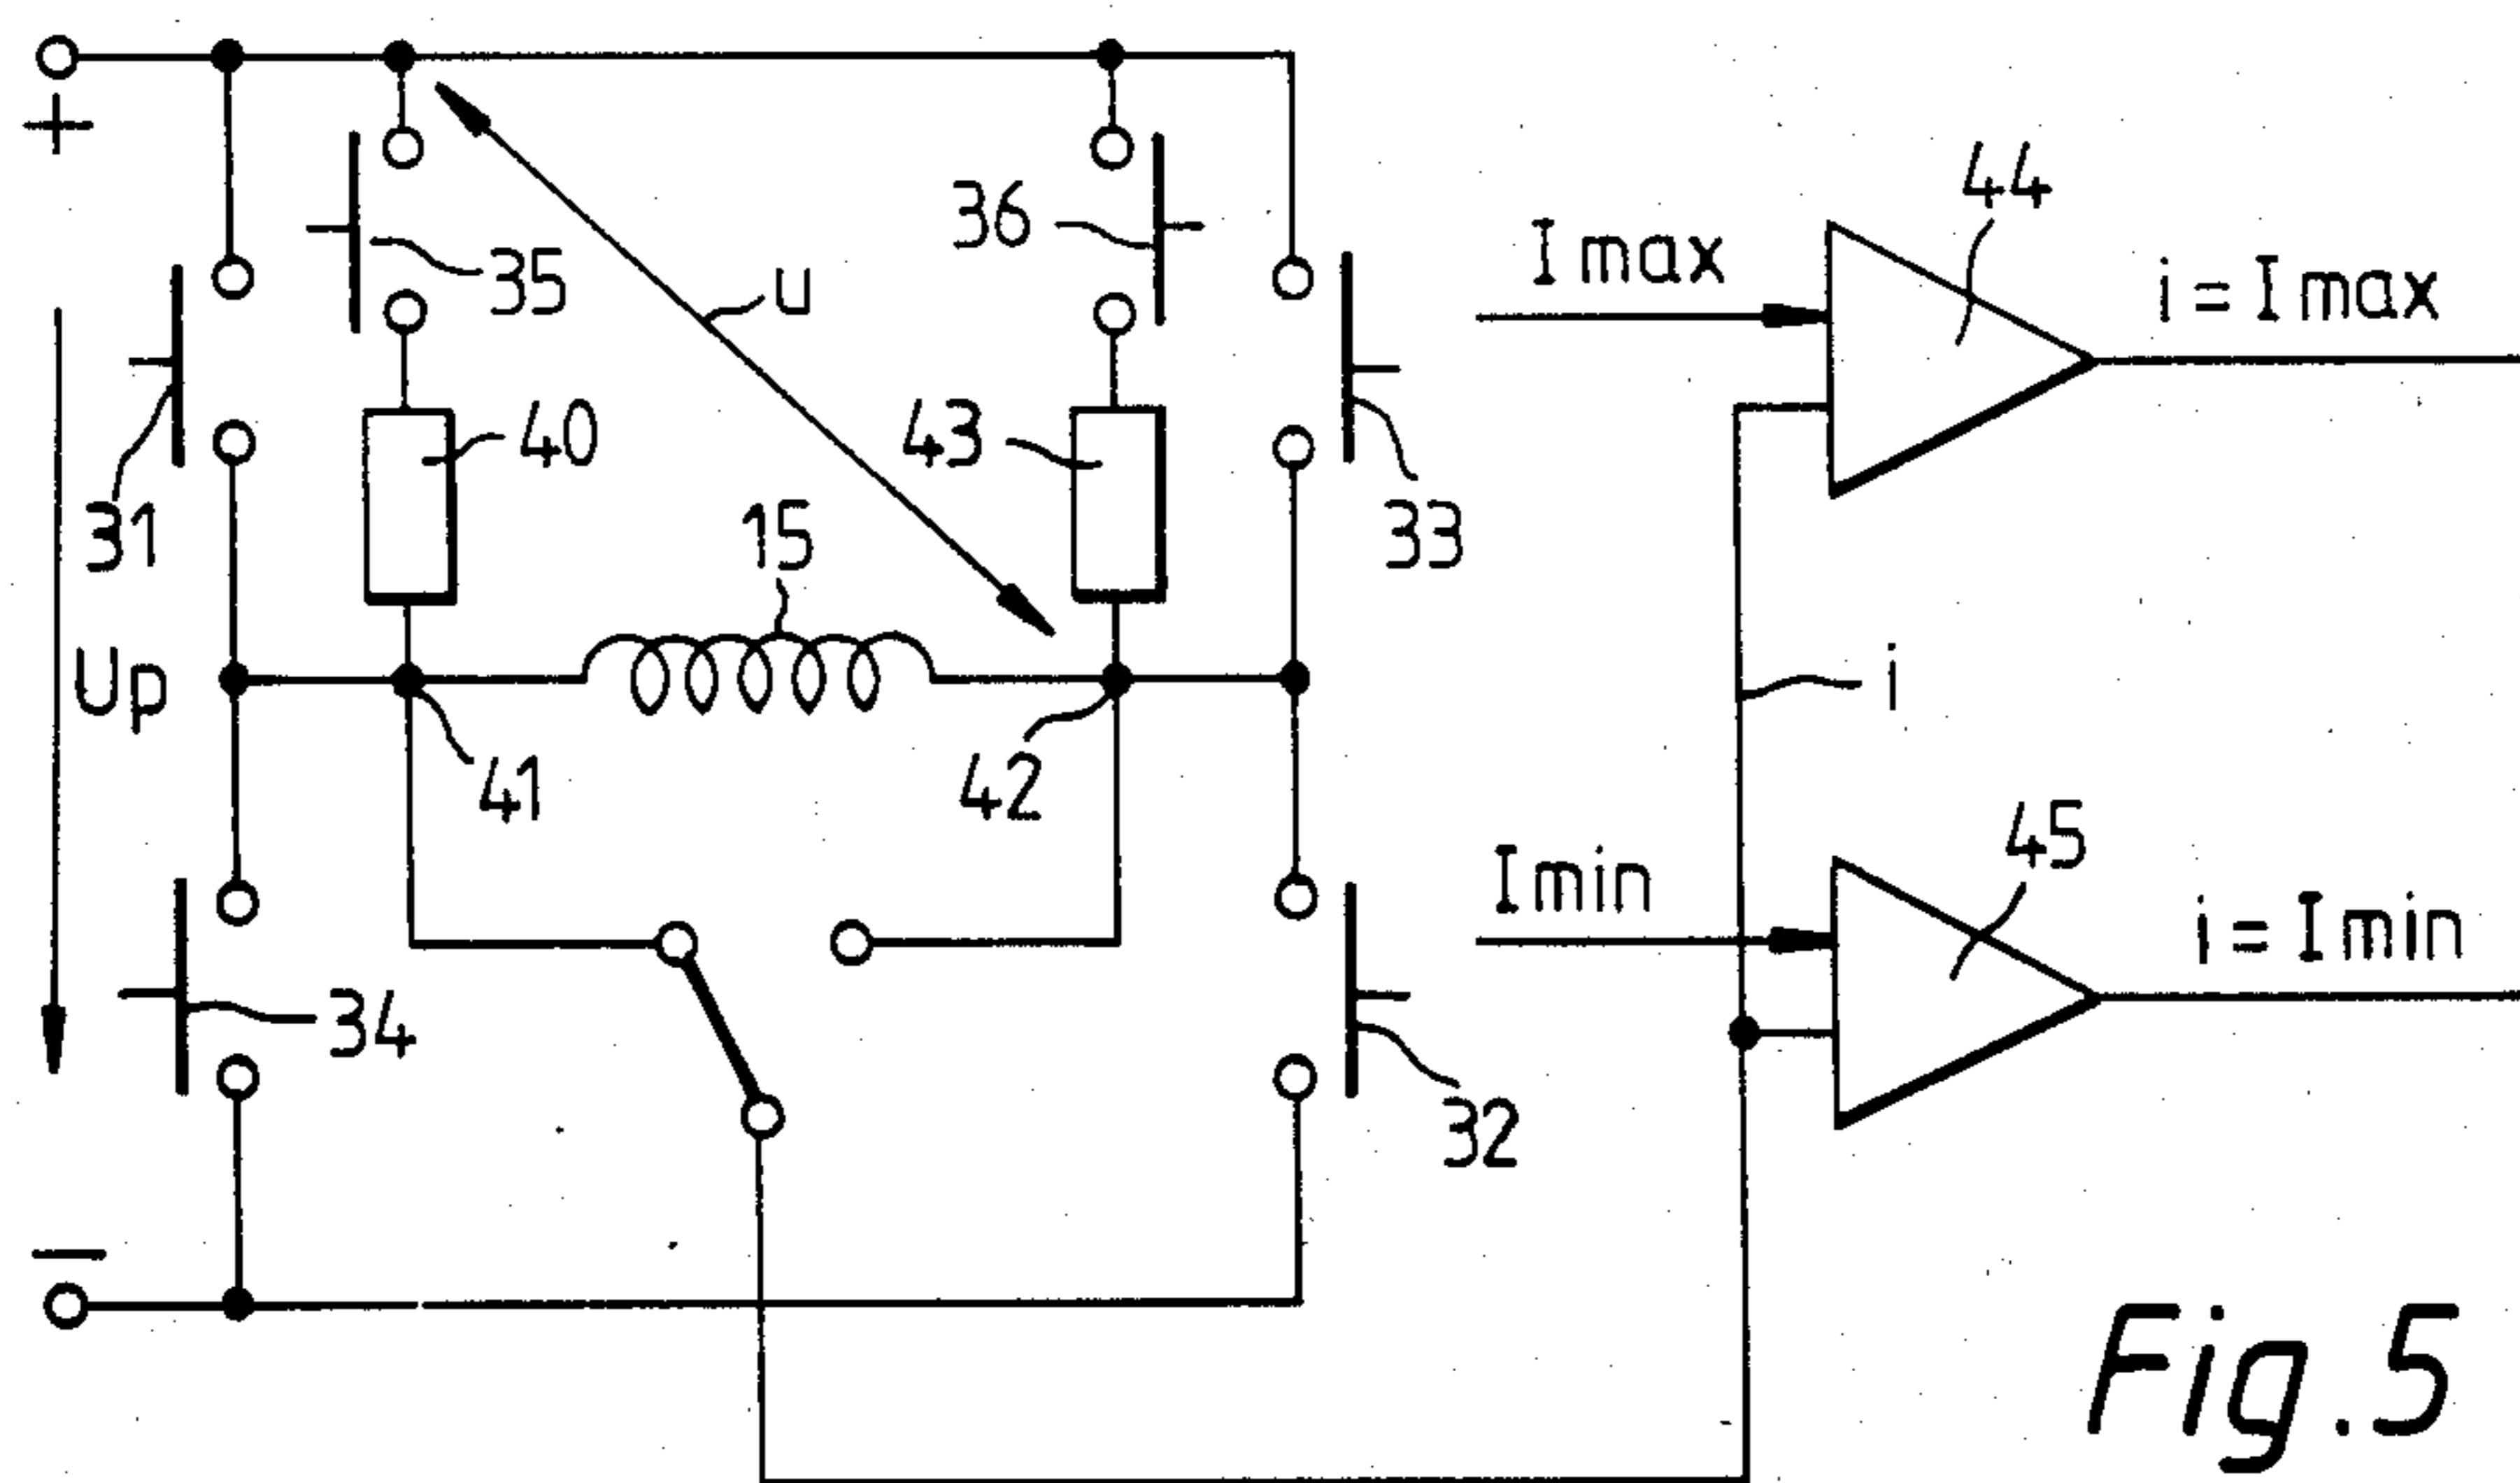 +
35
36
U
Imax
44
i = Imax
31
40
43
33
15
Up
41
42
i
Imin
45
i = Imin
34
32
−
Fig.5